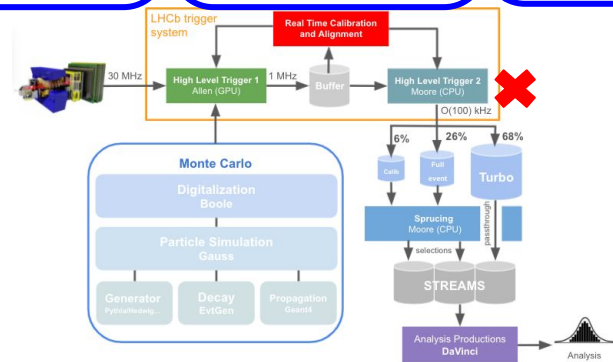 LHCb trigger
system
Real Time Calibration
and Alignment
30 MHz
High Level Trigger 1
Allen (GPU)
1 MHz
Buffer
High Level Trigger 2
Moore (CPU)
O(100) kHz
6%
26%
68%
Calib
Full
event
Turbo
Monte Carlo
Digitalization
Boole
Particle Simulation
Gauss
Generator
Pythia/Herwig...
Decay
EvtGen
Propagation
Geant4
Sprucing
Moore (CPU)
passthrough
selections
STREAMS
Analysis Productions
DaVinci
Analysis